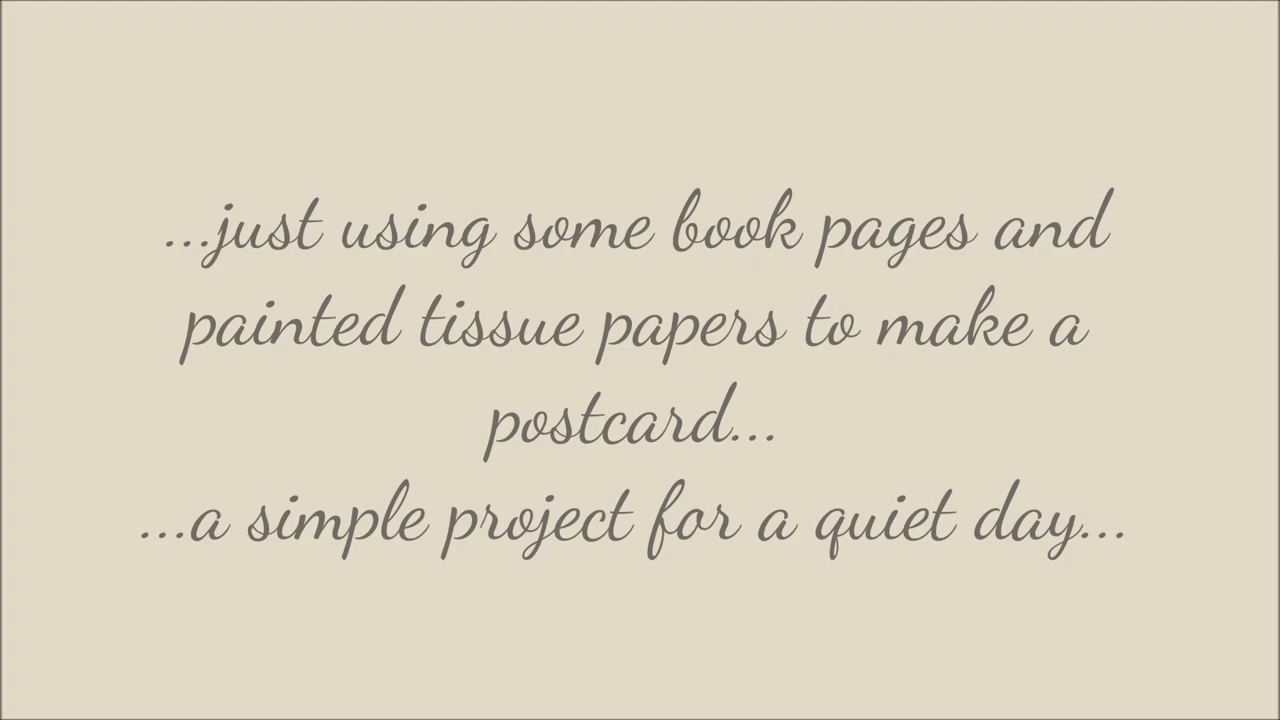 ...just using some book pages and
painted tissue papers to make a
postcard...
...a simple project for a quiet day...